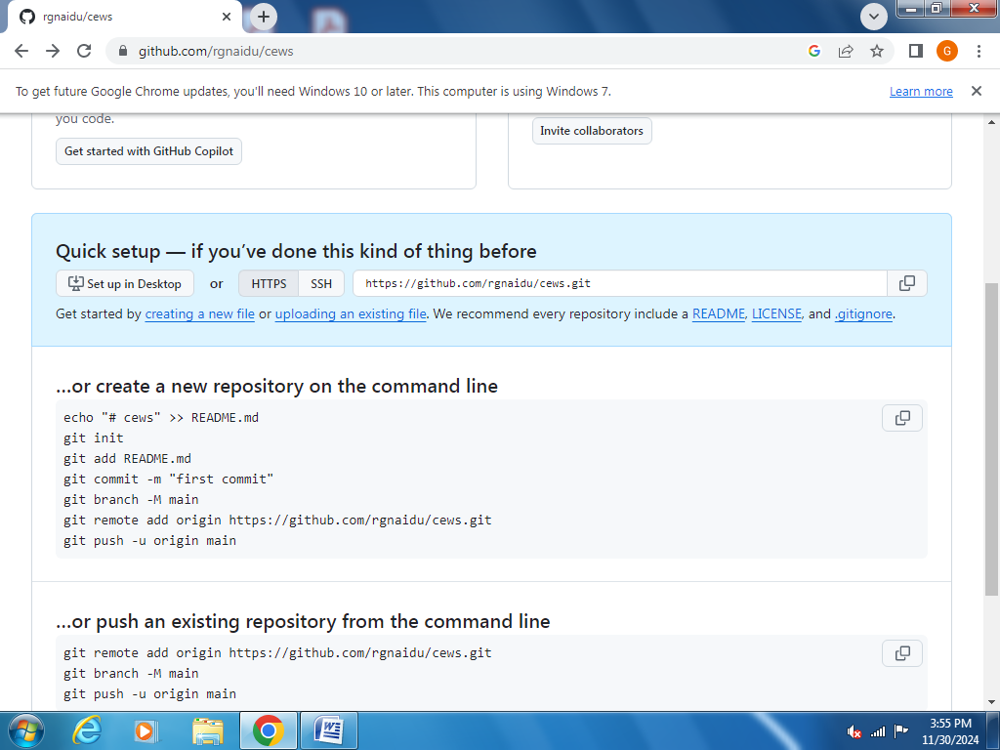 rgnaidu/cews
github.com/rgnaidu/cews
G
To get future Google Chrome updates, you'll need Windows 10 or later. This computer is using Windows 7.
Learn more
you code.
Get started with GitHub Copilot
Invite collaborators
Quick setup — if you’ve done this kind of thing before
Set up in Desktop or HTTPS SSH https://github.com/rgnaidu/cews.git
Get started by creating a new file or uploading an existing file. We recommend every repository include a README, LICENSE, and .gitignore.
…or create a new repository on the command line
echo "# cews" >> README.md
git init
git add README.md
git commit -m "first commit"
git branch -M main
git remote add origin https://github.com/rgnaidu/cews.git
git push -u origin main
…or push an existing repository from the command line
git remote add origin https://github.com/rgnaidu/cews.git
git branch -M main
git push -u origin main
3:55 PM
11/30/2024